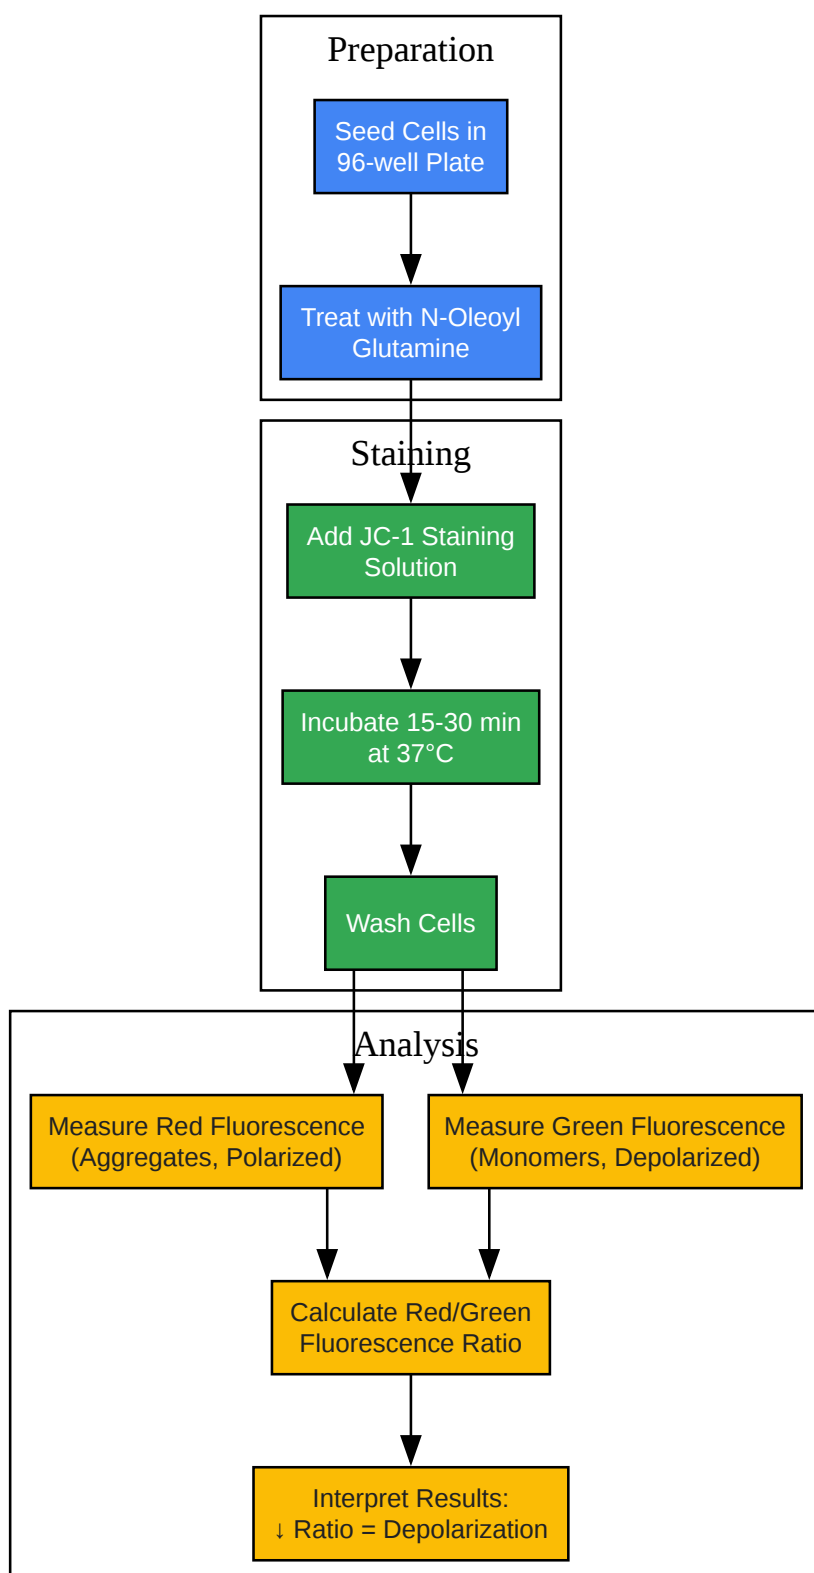 Preparation
Seed Cells in
96-well Plate
Treat with N-Oleoyl
Glutamine
Staining
Add JC-1 Staining
Solution
Incubate 15-30 min
at 37°C
Wash Cells
Analysis
Measure Red Fluorescence
(Aggregates, Polarized)
Measure Green Fluorescence
(Monomers, Depolarized)
Calculate Red/Green
Fluorescence Ratio
Interpret Results:
↓ Ratio = Depolarization